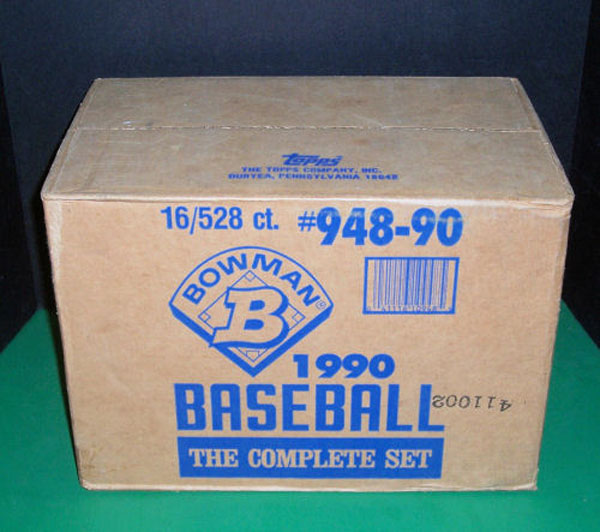 Topps
THE TOPPS COMPANY, INC.
DURYEA, PENNSYLVANIA 18642
16/528 ct. #948-90
BOWMAN®
B
1990
BASEBALL
411002
THE COMPLETE SET